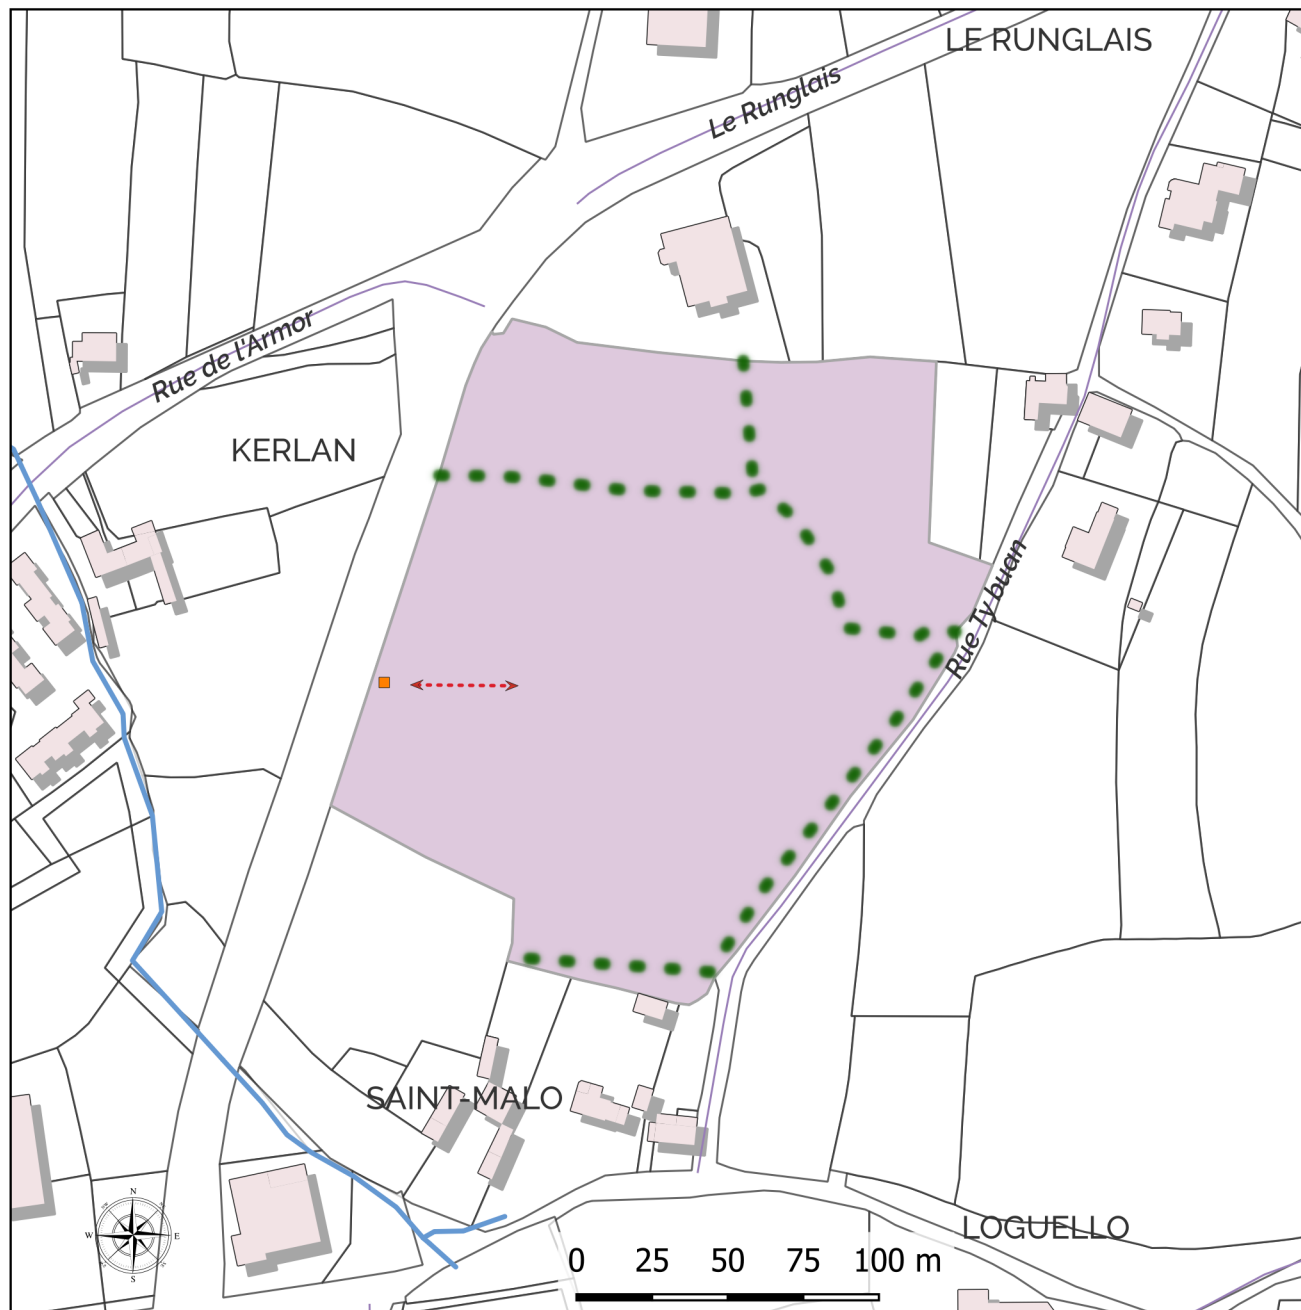 LE RUNGLAIS
Le Runglais
Rue de l'Armor
KERLAN
Rue Ty buan
SAINT-MALO
N
W E
S
LOGUELLO
0 25 50 75 100 m